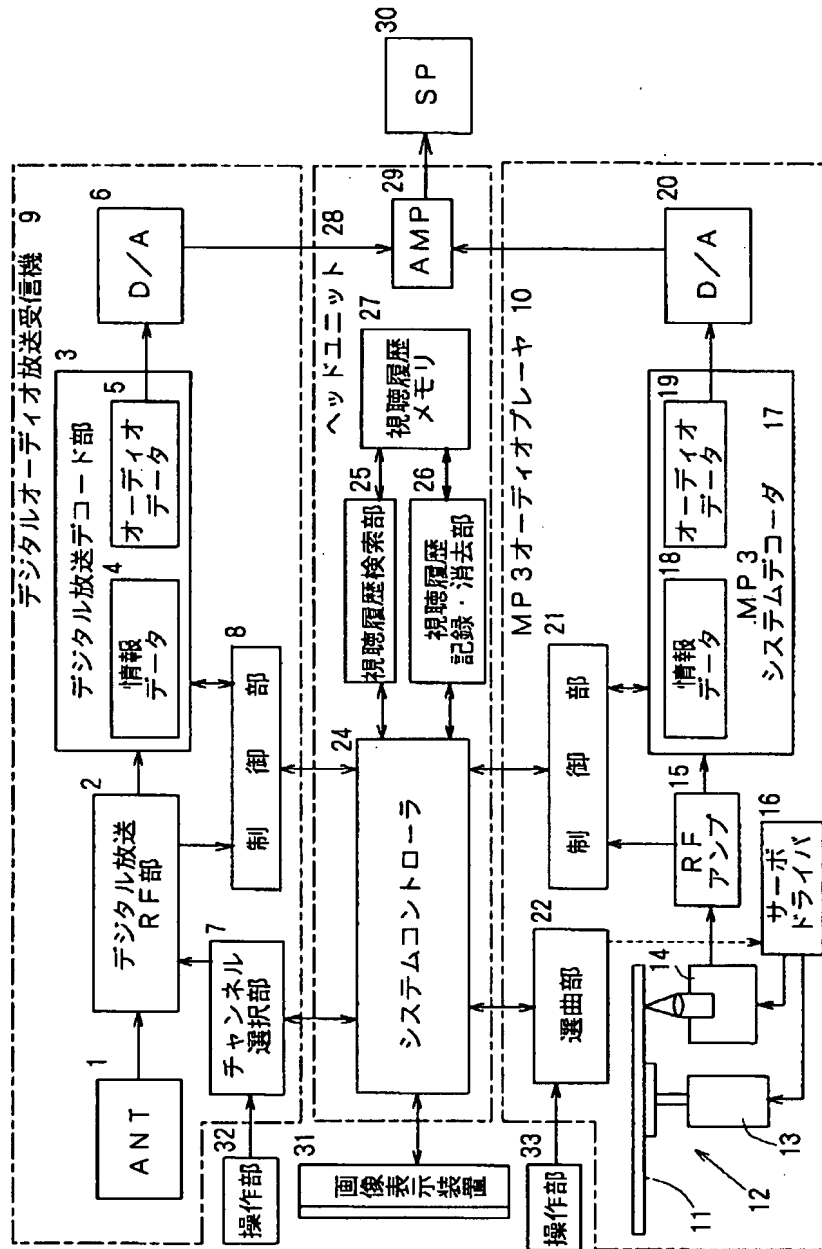 デジタルオーディオ放送受信機 9
ANT
1
デジタル放送
RF部
2
デジタル放送デコード部
3
情報
データ
4
オーディオ
データ
5
D/A
6
チャンネル
選択部
7
制御部
8
操作部
32
ヘッドユニット 28
画像表示装置
31
システムコントローラ
24
視聴履歴検索部
25
視聴履歴
記録・消去部
26
視聴履歴
メモリ
27
AMP
29
SP
30
MP3オーディオプレーヤ 10
操作部
33
選曲部
22
制御部
21
11
12
13
14
RF
アンプ
15
サーボ
ドライバ
16
情報
データ
18
オーディオ
データ
19
MP3
システムデコーダ 17
D/A
20